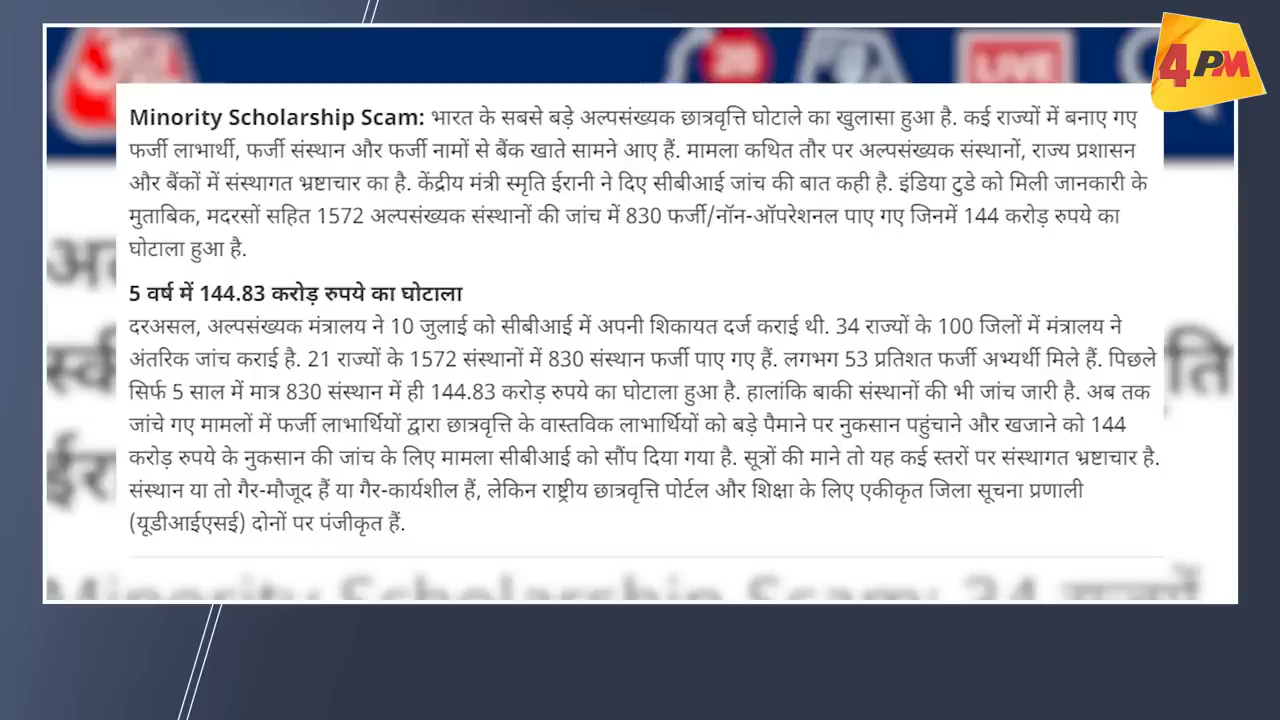 4PM
LIVE
Minority Scholarship Scam: भारत के सबसे बड़े अल्पसंख्यक छात्रवृत्ति घोटाले का खुलासा हुआ है. कई राज्यों में बनाए गए
फर्जी लाभार्थी, फर्जी संस्थान और फर्जी नामों से बैंक खाते सामने आए हैं. मामला कथित तौर पर अल्पसंख्यक संस्थानों, राज्य प्रशासन
और बैंकों में संस्थागत भ्रष्टाचार का है. केंद्रीय मंत्री स्मृति ईरानी ने दिए सीबीआई जांच की बात कही है. इंडिया टुडे को मिली जानकारी के
मुताबिक, मदरसों सहित 1572 अल्पसंख्यक संस्थानों की जांच में 830 फर्जी/नॉन-ऑपरेशनल पाए गए जिनमें 144 करोड़ रुपये का
घोटाला हुआ है.
5 वर्ष में 144.83 करोड़ रुपये का घोटाला
दरअसल, अल्पसंख्यक मंत्रालय ने 10 जुलाई को सीबीआई में अपनी शिकायत दर्ज कराई थी. 34 राज्यों के 100 जिलों में मंत्रालय ने
अंतरिक जांच कराई है. 21 राज्यों के 1572 संस्थानों में 830 संस्थान फर्जी पाए गए हैं. लगभग 53 प्रतिशत फर्जी अभ्यर्थी मिले हैं. पिछले
सिर्फ 5 साल में मात्र 830 संस्थान में ही 144.83 करोड़ रुपये का घोटाला हुआ है. हालांकि बाकी संस्थानों की भी जांच जारी है. अब तक
जांचे गए मामलों में फर्जी लाभार्थियों द्वारा छात्रवृत्ति के वास्तविक लाभार्थियों को बड़े पैमाने पर नुकसान पहुंचाने और खजाने को 144
करोड़ रुपये के नुकसान की जांच के लिए मामला सीबीआई को सौंप दिया गया है. सूत्रों की माने तो यह कई स्तरों पर संस्थागत भ्रष्टाचार है.
संस्थान या तो गैर-मौजूद हैं या गैर-कार्यशील हैं, लेकिन राष्ट्रीय छात्रवृत्ति पोर्टल और शिक्षा के लिए एकीकृत जिला सूचना प्रणाली
(यूडीआईएसई) दोनों पर पंजीकृत हैं.
Minority Scholarship Scam: 34 राज्यों